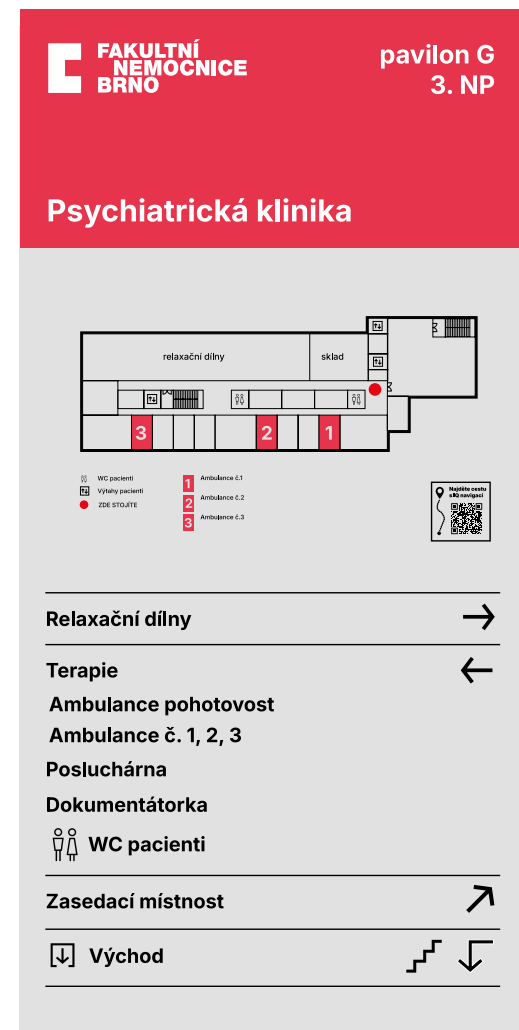 FAKULTNÍ
NEMOCNICE
BRNO
pavilon G
3. NP
Psychiatrická klinika
relaxační dílny
sklad
3
2
1
WC pacienti
Výtahy pacienti
ZDE STOJÍTE
1 Ambulance č.1
2 Ambulance č.2
3 Ambulance č.3
Najděte cestu
s IQ navigací
Relaxační dílny
Terapie
Ambulance pohotovost
Ambulance č. 1, 2, 3
Posluchárna
Dokumentátorka
WC pacienti
Zasedací místnost
Východ